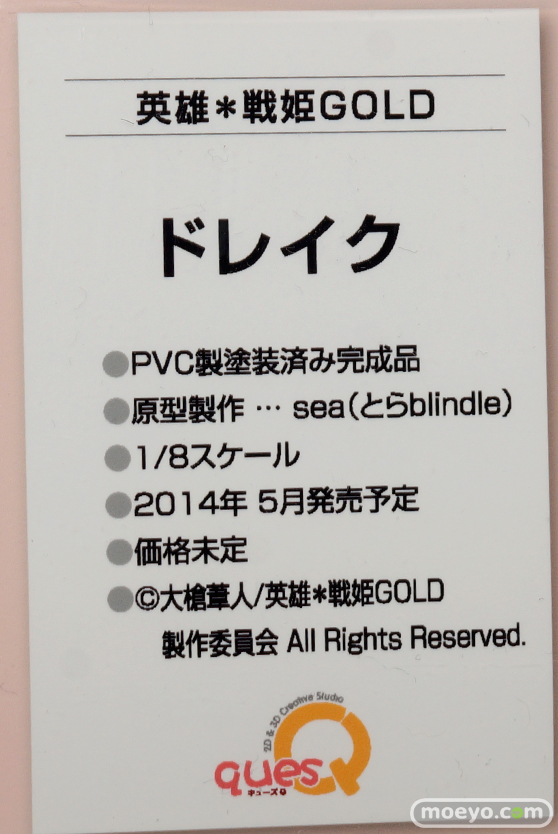 英雄＊戦姫GOLD
ドレイク
●PVC製塗装済み完成品
●原型製作 … sea（とらblindle）
●1/8スケール
●2014年 5月発売予定
●価格未定
●©大槍葦人/英雄＊戦姫GOLD
製作委員会 All Rights Reserved.
2D & 3D Creative Studio
quesQ
キューズQ
moeyo.com